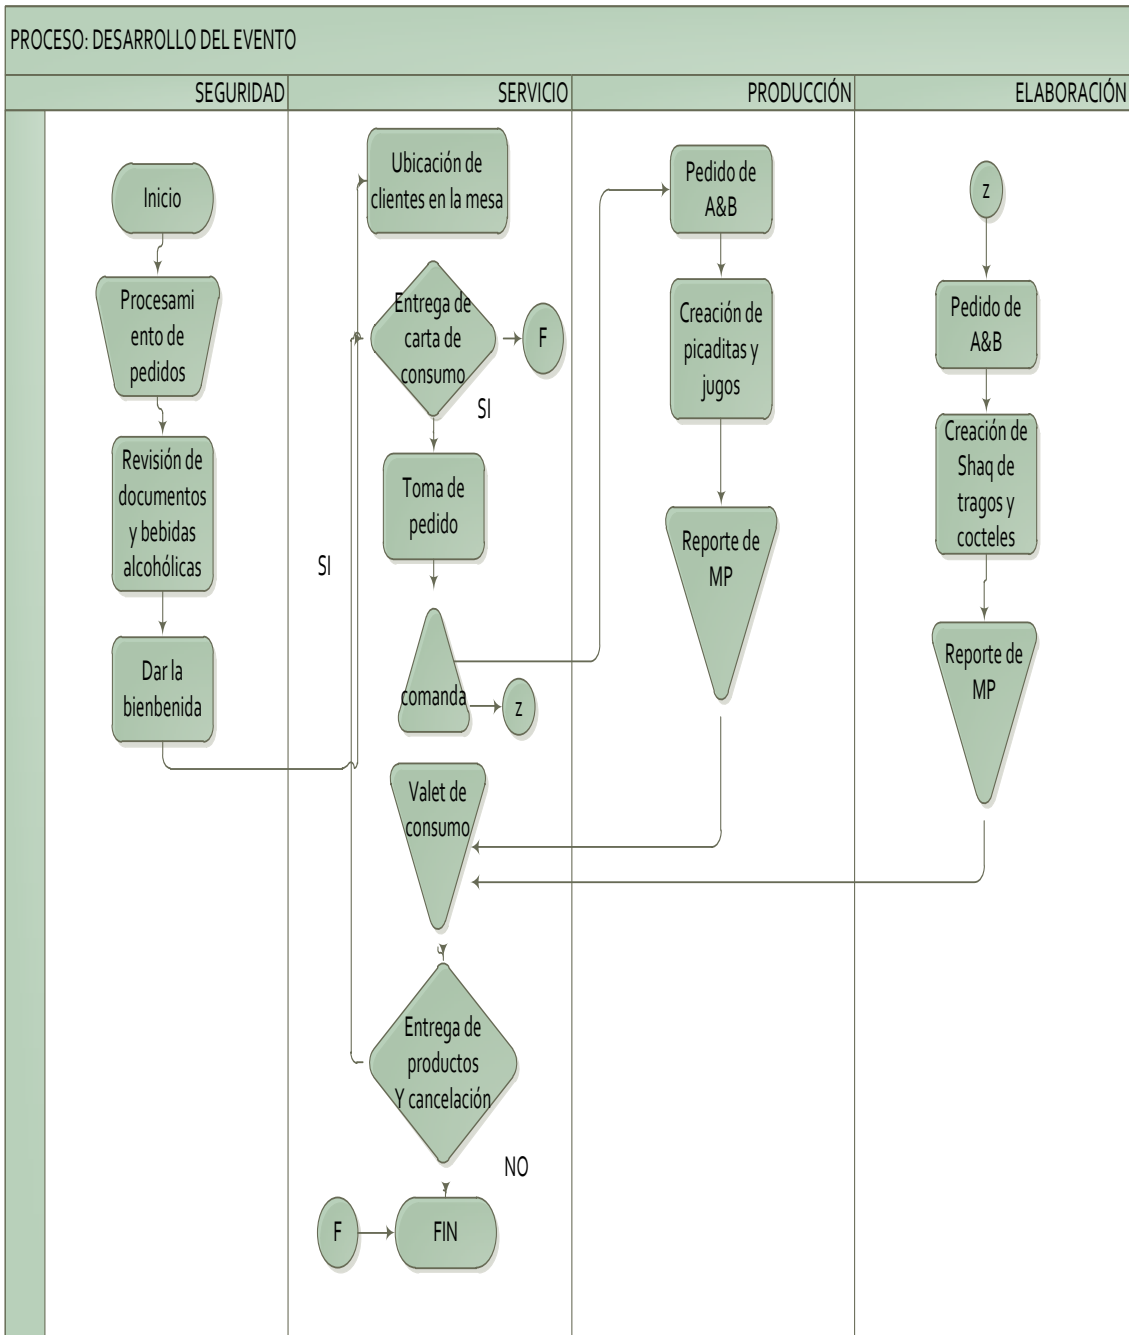 PROCESO: DESARROLLO DEL EVENTO
SEGURIDAD
SERVICIO
PRODUCCIÓN
ELABORACIÓN
Inicio
Procesami
ento de
pedidos
Revisión de
documentos
y bebidas
alcohólicas
Dar la
bienbenida
Ubicación de
clientes en la mesa
Entrega de
carta de
consumo
F
SI
SI
Toma de
pedido
comanda
z
Valet de
consumo
Entrega de
productos
Y cancelación
NO
F
FIN
Pedido de
A&B
Creación de
picaditas y
jugos
Reporte de
MP
z
Pedido de
A&B
Creación de
Shaq de
tragos y
cocteles
Reporte de
MP